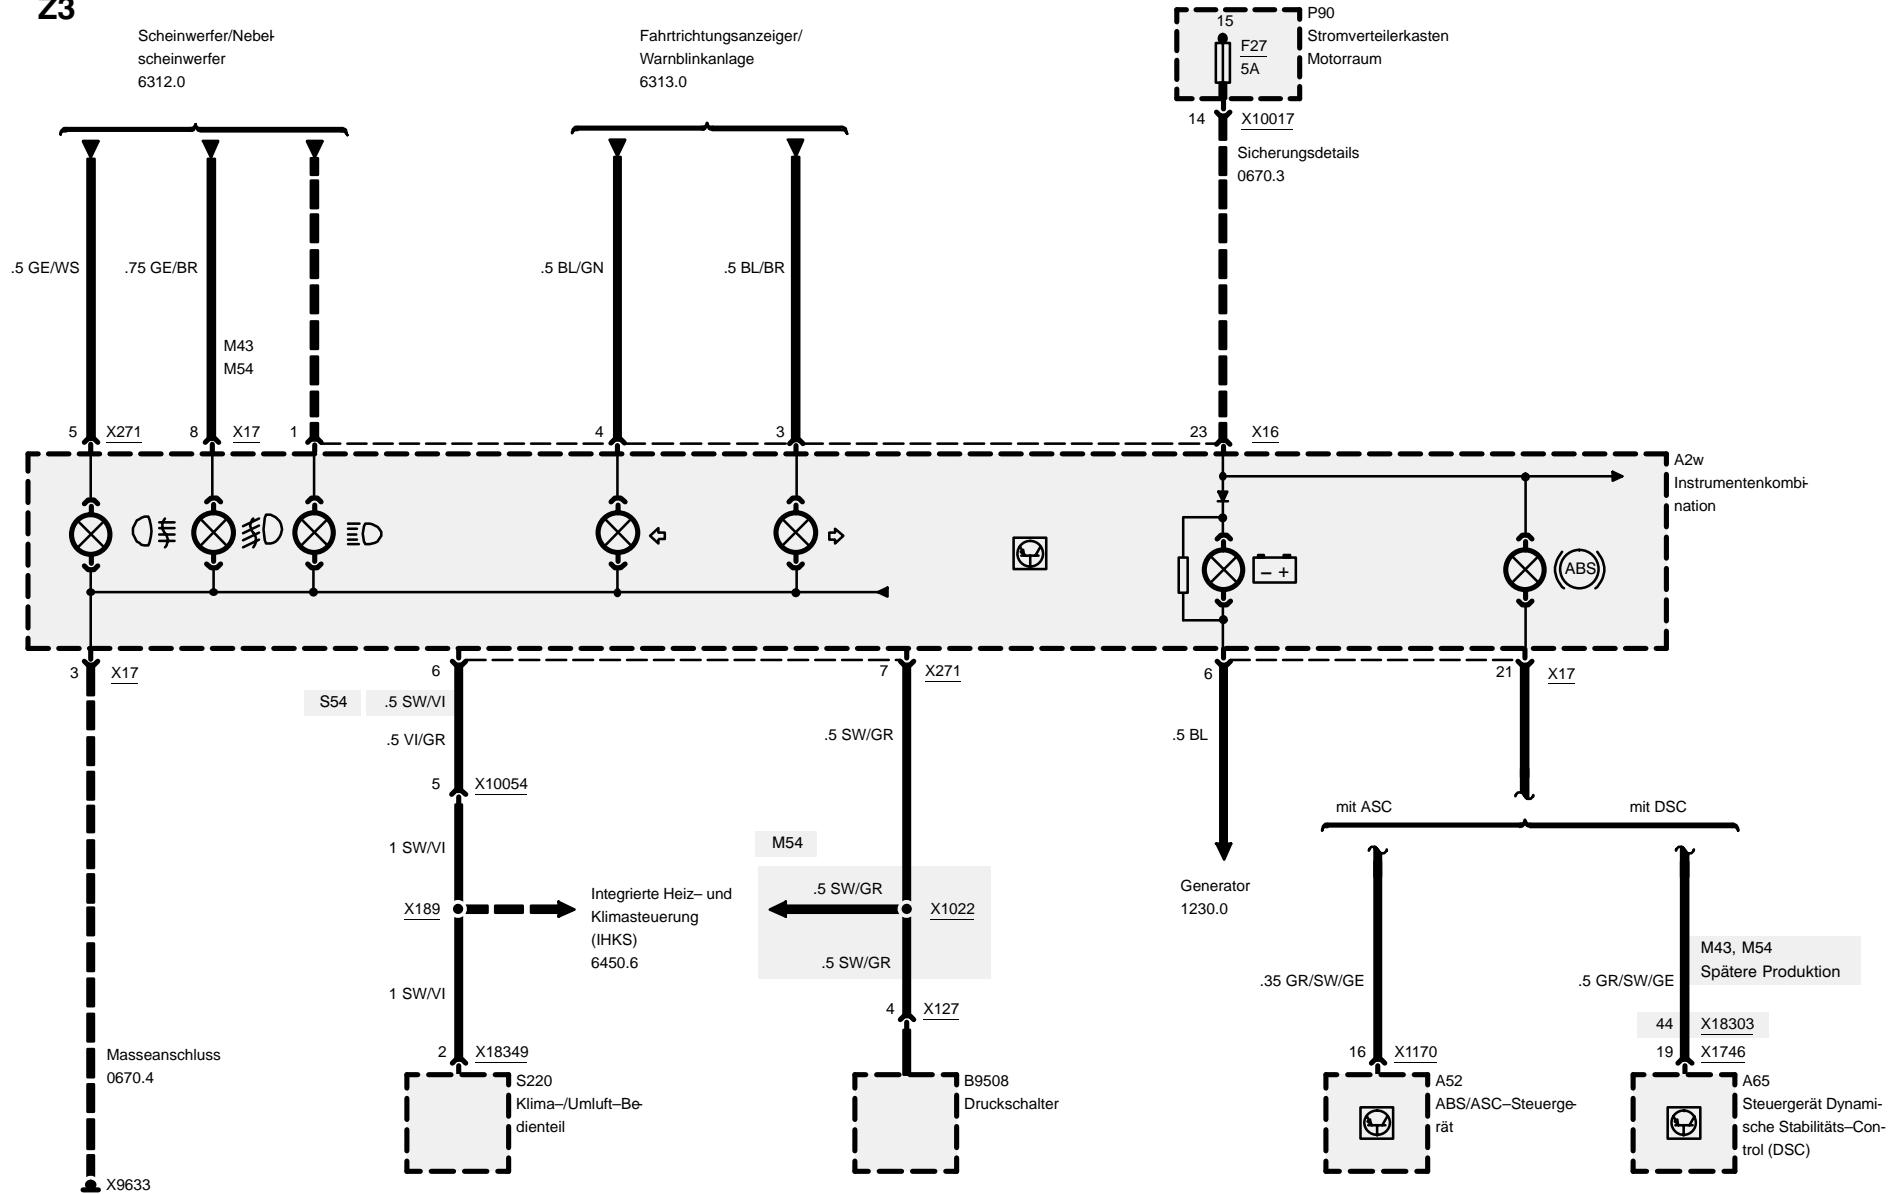 Z3
Scheinwerfer/Nebel-
scheinwerfer
6312.0
Fahrtrichtungsanzeiger/
Warnblinkanlage
6313.0
15
F27
5A
P90
Stromverteilerkasten
Motorraum
14 X10017
Sicherungsdetails
0670.3
.5 GE/WS
.75 GE/BR
.5 BL/GN
.5 BL/BR
M43
M54
5 X271
8 X17
1
4
3
23 X16
A2w
Instrumentenkombi-
nation
- +
ABS
3 X17
6
7 X271
6
21 X17
S54 .5 SW/VI
.5 VI/GR
.5 SW/GR
.5 BL
5 X10054
mit ASC
mit DSC
1 SW/VI
M54
X189
Integrierte Heiz– und
Klimasteuerung
(IHKS)
6450.6
.5 SW/GR
X1022
.5 SW/GR
Generator
1230.0
M43, M54
Spätere Produktion
.35 GR/SW/GE
.5 GR/SW/GE
1 SW/VI
4 X127
44 X18303
2 X18349
16 X1170
19 X1746
Masseanschluss
0670.4
S220
Klima–/Umluft–Be-
dienteil
B9508
Druckschalter
A52
ABS/ASC–Steuerge-
rät
A65
Steuergerät Dynami-
sche Stabilitäts–Con-
trol (DSC)
X9633